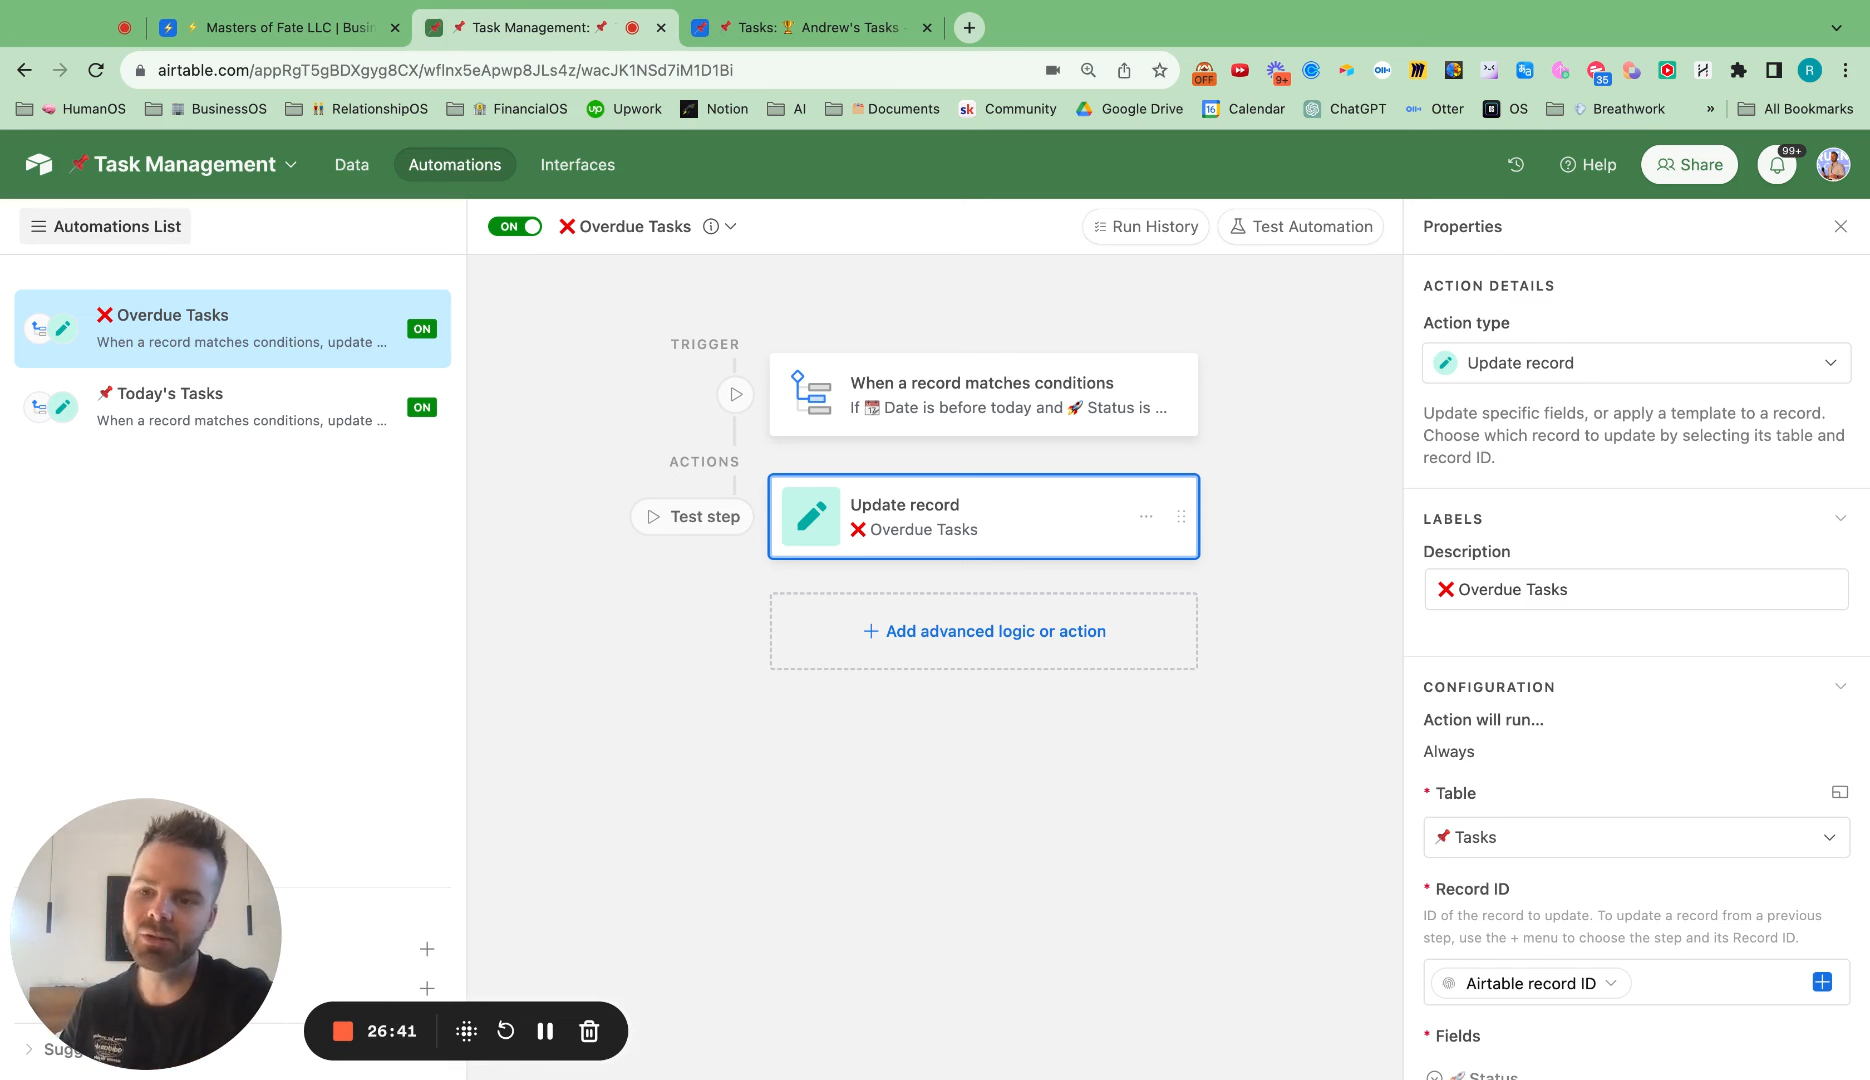 Masters of Fate LLC | Busin
Task Management:
Tasks: Andrew's Tasks
airtable.com/appRgT5gBDXgyg8CX/wflnx5eApwp8JLs4z/wacJK1NSd7iM1D1Bi
OFF
9+
35
R
HumanOS
BusinessOS
RelationshipOS
FinancialOS
up Upwork
Notion
AI
Documents
sk Community
Google Drive
16 Calendar
ChatGPT
Otter
OS
Breathwork
»
All Bookmarks
Task Management
Data
Automations
Interfaces
Help
Share
99+
Automations List
ON
Overdue Tasks
Run History
Test Automation
Properties
Overdue Tasks
When a record matches conditions, update ...
ON
Today's Tasks
When a record matches conditions, update ...
ON
TRIGGER
When a record matches conditions
If Date is before today and Status is ...
ACTIONS
Test step
Update record
Overdue Tasks
+ Add advanced logic or action
ACTION DETAILS
Action type
Update record
Update specific fields, or apply a template to a record.
Choose which record to update by selecting its table and
record ID.
LABELS
Description
Overdue Tasks
CONFIGURATION
Action will run...
Always
* Table
Tasks
* Record ID
ID of the record to update. To update a record from a previous
step, use the + menu to choose the step and its Record ID.
Airtable record ID
* Fields
Status
26:41